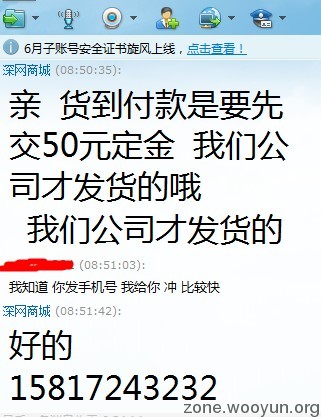 6月子账号安全证书旋风上线，点击查看！
深网商城 (08:50:35):
亲  货到付款是要先
交50元定金  我们公
司才发货的哦
我们公司才发货的
(08:51:03):
我知道 你发手机号 我给你 冲 比较快
深网商城 (08:51:42):
好的
15817243232
zone.wooyun.org